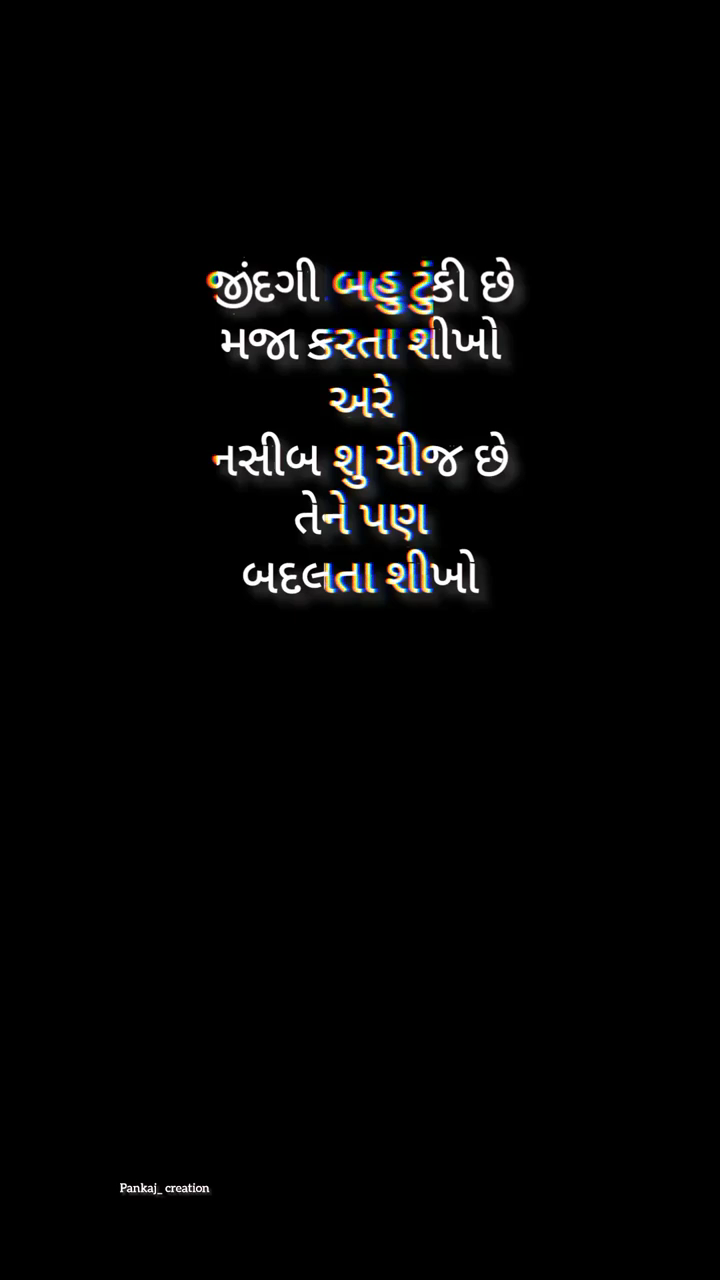 જીંદગી બહુ ટુંકી છે
મજા કરતા શીખો
અરે
નસીબ શુ ચીજ છે
તેને પણ
બદલતા શીખો
Pankaj_ creation